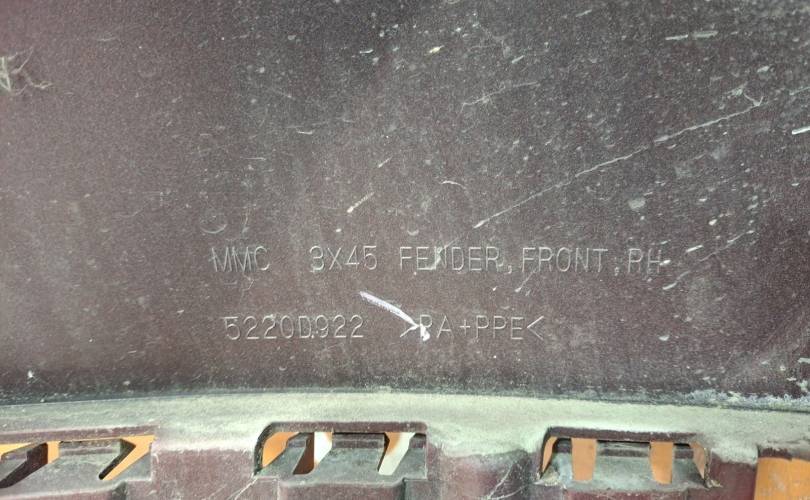 MMC 3X45 FENDER,FRONT,RH
5220D922 >PA+PPE<